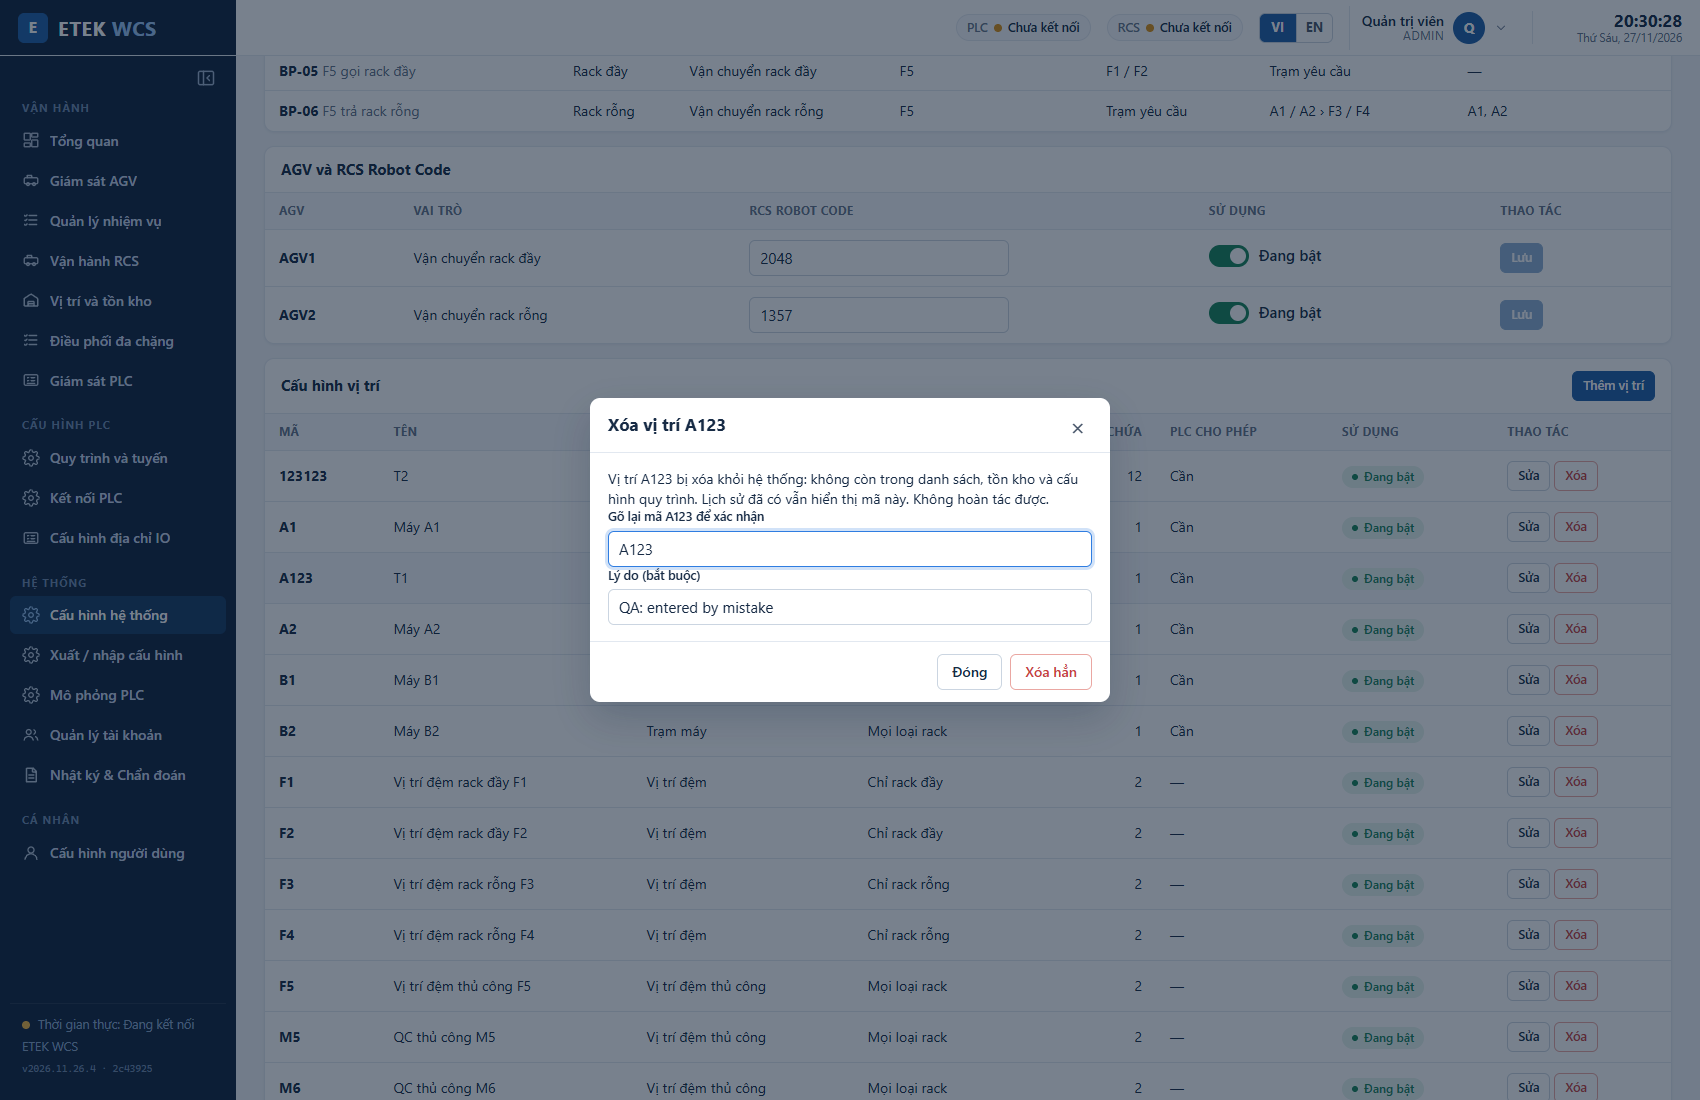 E ETEK WCS
PLC Chưa kết nối
RCS Chưa kết nối
VI EN
Quản trị viên
ADMIN
Q
20:30:28
Thứ Sáu, 27/11/2026
VẬN HÀNH
Tổng quan
Giám sát AGV
Quản lý nhiệm vụ
Vận hành RCS
Vị trí và tồn kho
Điều phối đa chặng
Giám sát PLC
CẤU HÌNH PLC
Quy trình và tuyến
Kết nối PLC
Cấu hình địa chỉ IO
HỆ THỐNG
Cấu hình hệ thống
Xuất / nhập cấu hình
Mô phỏng PLC
Quản lý tài khoản
Nhật ký & Chẩn đoán
CÁ NHÂN
Cấu hình người dùng
Thời gian thực: Đang kết nối
ETEK WCS
v2026.11.26.4 · 2c43925
BP-05 F5 gọi rack đầy Rack đầy Vận chuyển rack đầy F5 F1 / F2 Trạm yêu cầu —
BP-06 F5 trả rack rỗng Rack rỗng Vận chuyển rack rỗng F5 Trạm yêu cầu A1 / A2 › F3 / F4 A1, A2
AGV và RCS Robot Code
AGV VAI TRÒ RCS ROBOT CODE SỬ DỤNG THAO TÁC
AGV1 Vận chuyển rack đầy 2048 Đang bật Lưu
AGV2 Vận chuyển rack rỗng 1357 Đang bật Lưu
Cấu hình vị trí Thêm vị trí
MÃ TÊN CHỨA PLC CHO PHÉP SỬ DỤNG THAO TÁC
123123 T2 12 Cần Đang bật Sửa Xóa
A1 Máy A1 1 Cần Đang bật Sửa Xóa
A123 T1 1 Cần Đang bật Sửa Xóa
A2 Máy A2 1 Cần Đang bật Sửa Xóa
B1 Máy B1 1 Cần Đang bật Sửa Xóa
B2 Máy B2 Trạm máy Mọi loại rack 1 Cần Đang bật Sửa Xóa
F1 Vị trí đệm rack đầy F1 Vị trí đệm Chỉ rack đầy 2 — Đang bật Sửa Xóa
F2 Vị trí đệm rack đầy F2 Vị trí đệm Chỉ rack đầy 2 — Đang bật Sửa Xóa
F3 Vị trí đệm rack rỗng F3 Vị trí đệm Chỉ rack rỗng 2 — Đang bật Sửa Xóa
F4 Vị trí đệm rack rỗng F4 Vị trí đệm Chỉ rack rỗng 2 — Đang bật Sửa Xóa
F5 Vị trí đệm thủ công F5 Vị trí đệm thủ công Mọi loại rack 2 — Đang bật Sửa Xóa
M5 QC thủ công M5 Vị trí đệm thủ công Mọi loại rack 2 — Đang bật Sửa Xóa
M6 QC thủ công M6 Vị trí đệm thủ công Mọi loại rack 2 — Đang bật Sửa Xóa
Xóa vị trí A123 ×
Vị trí A123 bị xóa khỏi hệ thống: không còn trong danh sách, tồn kho và cấu
hình quy trình. Lịch sử đã có vẫn hiển thị mã này. Không hoàn tác được.
Gõ lại mã A123 để xác nhận
A123
Lý do (bắt buộc)
QA: entered by mistake
Đóng Xóa hẳn